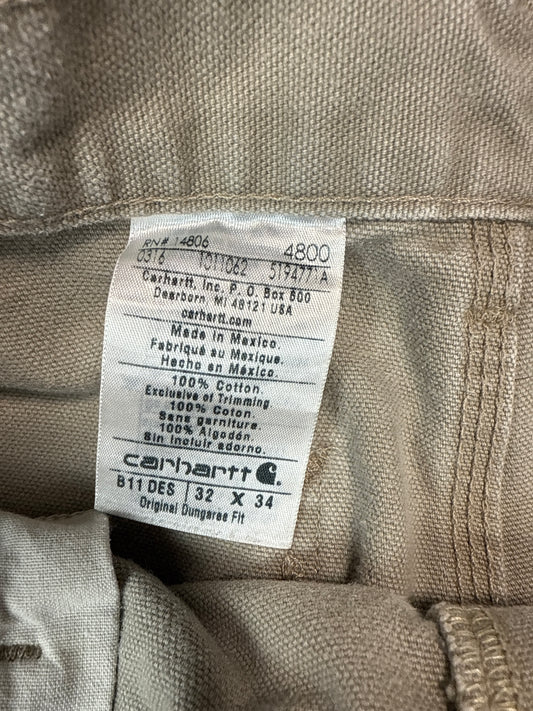 RN# 14806 4800
0316 1011062 519477 A
Carhartt, Inc. P. O. Box 600
Dearborn, MI 48121 USA
carhartt.com
Made in Mexico.
Fabriqué au Mexique.
Hecho en México.
100% Cotton.
Exclusive of Trimming
100% Coton.
Sans garniture.
100% Algodón.
Sin incluir adorno.
carhartt
B11 DES 32 X 34
Original Dungaree Fit